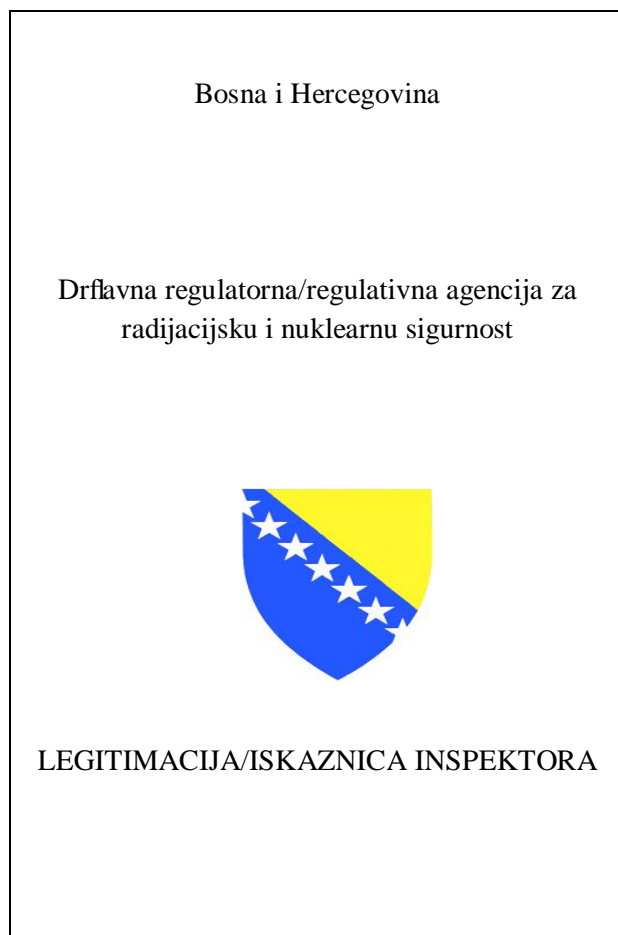 Bosna i Hercegovina
Drflavna regulatorna/regulativna agencija za
radijacijsku i nuklearnu sigurnost
LEGITIMACIJA/ISKAZNICA INSPEKTORA